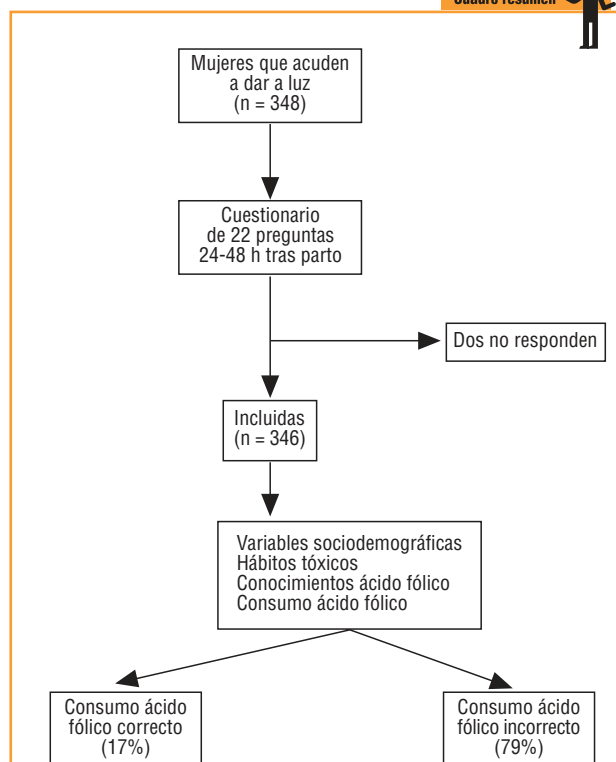 Cuadro resumen
Mujeres que acuden
a dar a luz
(n = 348)
Cuestionario
de 22 preguntas
24-48 h tras parto
Dos no responden
Incluidas
(n = 346)
Variables sociodemográficas
Hábitos tóxicos
Conocimientos ácido fólico
Consumo ácido fólico
Consumo ácido
fólico correcto
(17%)
Consumo ácido
fólico incorrecto
(79%)